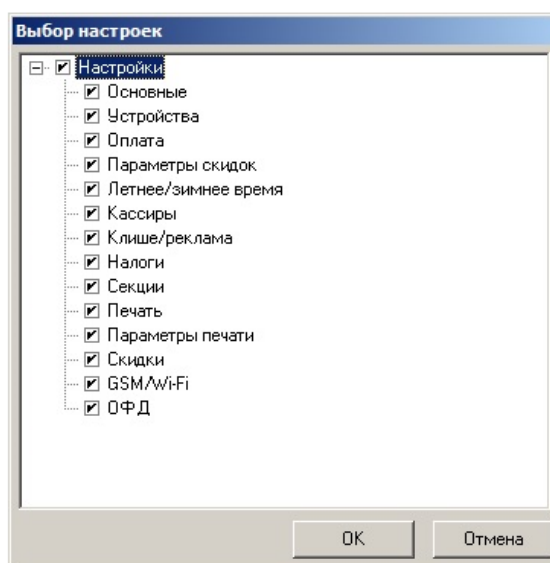 Выбор настроек
Настройки
Основные
Устройства
Оплата
Параметры скидок
Летнее/зимнее время
Кассиры
Клише/реклама
Налоги
Секции
Печать
Параметры печати
Скидки
GSM/Wi-Fi
ОФД
OK
Отмена